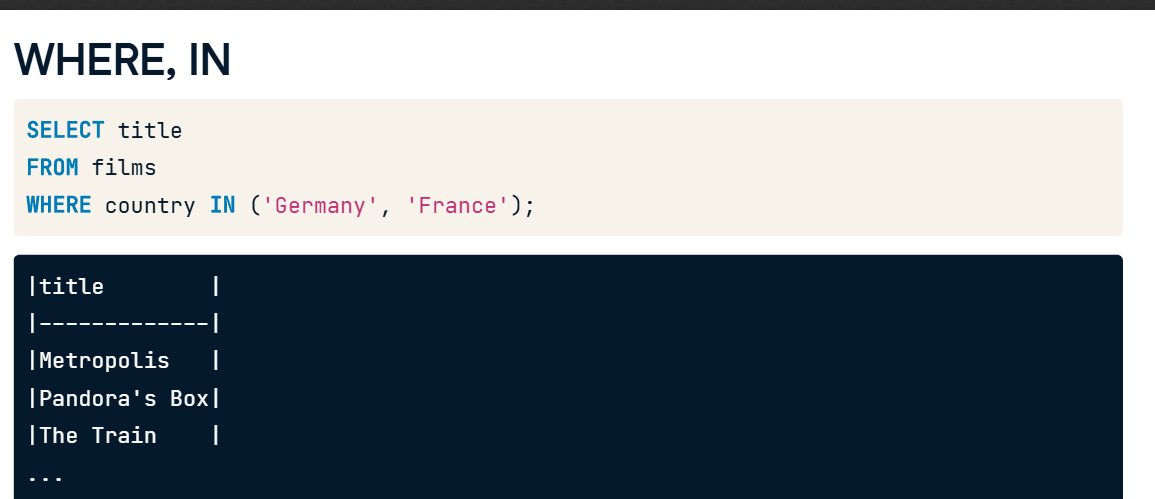 WHERE, IN
SELECT title
FROM films
WHERE country IN ('Germany', 'France');
|title        |
|-------------|
|Metropolis   |
|Pandora's Box|
|The Train    |
...